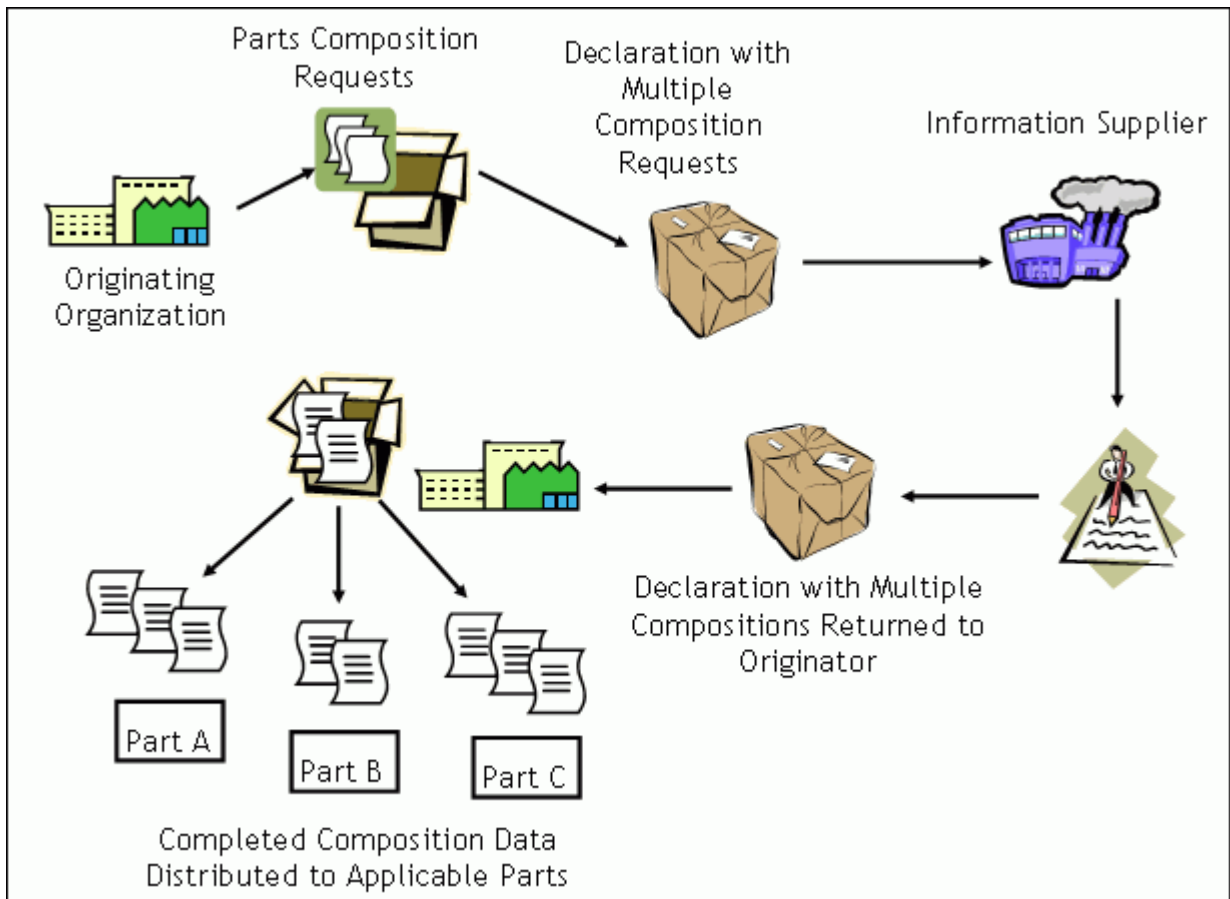 Parts Composition
Requests
Declaration with
Multiple
Composition
Requests
Information Supplier
Originating
Organization
Declaration with Multiple
Compositions Returned to
Originator
Part A
Part B
Part C
Completed Composition Data
Distributed to Applicable Parts